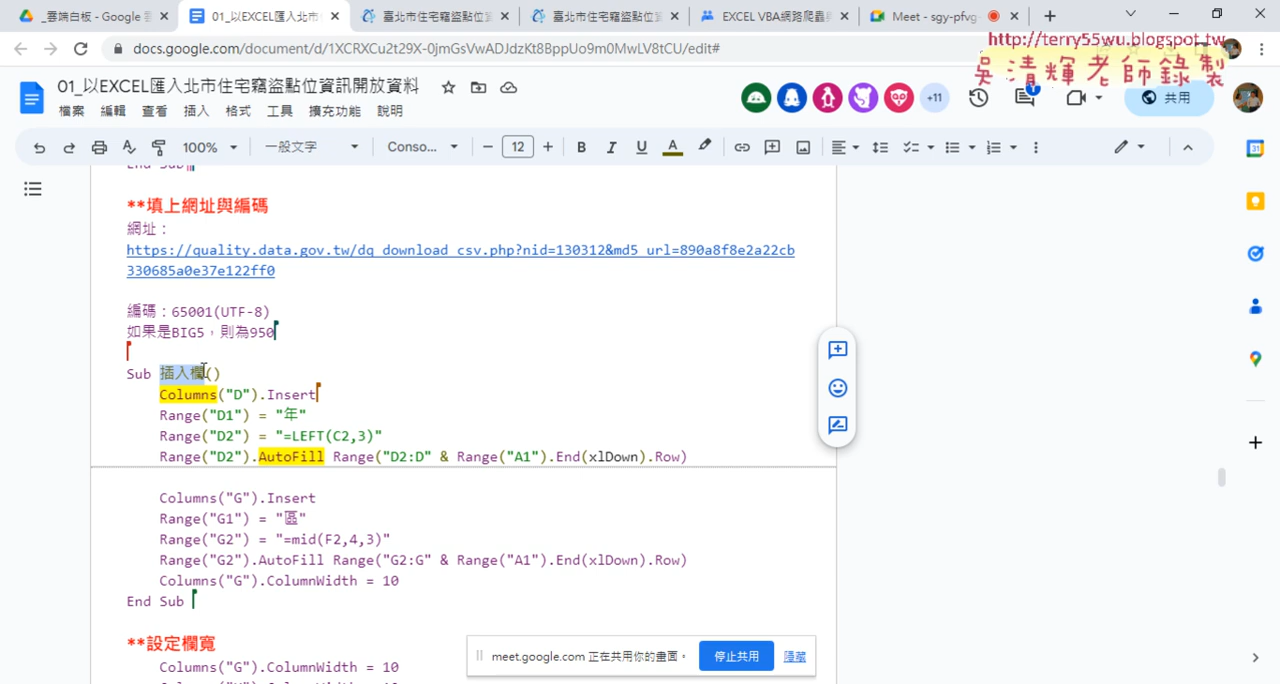 _雲端白板 - Google 雲
01_以EXCEL匯入北市住宅竊
臺北市住宅竊盜點位資
臺北市住宅竊盜點位資
EXCEL VBA網路爬蟲
Meet - sgy-pfvg
docs.google.com/document/d/1XCRXCu2t29X-0jmGsVwADJdzKt8BppUo9m0MwLV8tCU/edit#
http://terry55wu.blogspot.tw
吳清輝老師錄製
01_以EXCEL匯入北市住宅竊盜點位資訊開放資料
檔案 編輯 查看 插入 格式 工具 擴充功能 說明
+11
1
共用
100% 一般文字 Conso... 12 B I U A
31
End Sub
**填上網址與編碼
網址：
https://quality.data.gov.tw/dq_download_csv.php?nid=130312&md5_url=890a8f8e2a22cb
330685a0e37e122ff0
編碼：65001(UTF-8)
如果是BIG5，則為950
Sub 插入欄()
Columns("D").Insert
Range("D1") = "年"
Range("D2") = "=LEFT(C2,3)"
Range("D2").AutoFill Range("D2:D" & Range("A1").End(xlDown).Row)
Columns("G").Insert
Range("G1") = "區"
Range("G2") = "=mid(F2,4,3)"
Range("G2").AutoFill Range("G2:G" & Range("A1").End(xlDown).Row)
Columns("G").ColumnWidth = 10
End Sub
**設定欄寬
Columns("G").ColumnWidth = 10
meet.google.com 正在共用你的畫面。
停止共用
隱藏